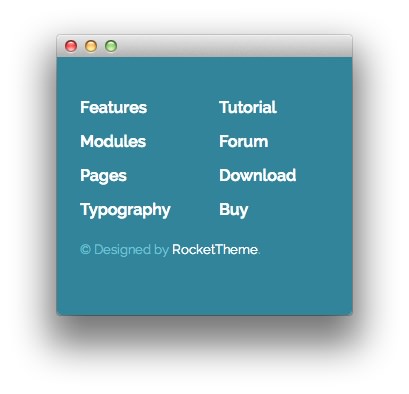 Features Tutorial
Modules Forum
Pages Download
Typography Buy
© Designed by RocketTheme.